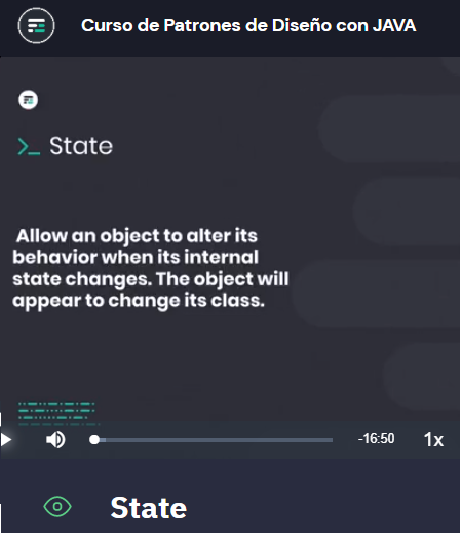 Curso de Patrones de Diseño con JAVA
>_ State
Allow an object to alter its
behavior when its internal
state changes. The object will
appear to change its class.
-16:50 1x
State